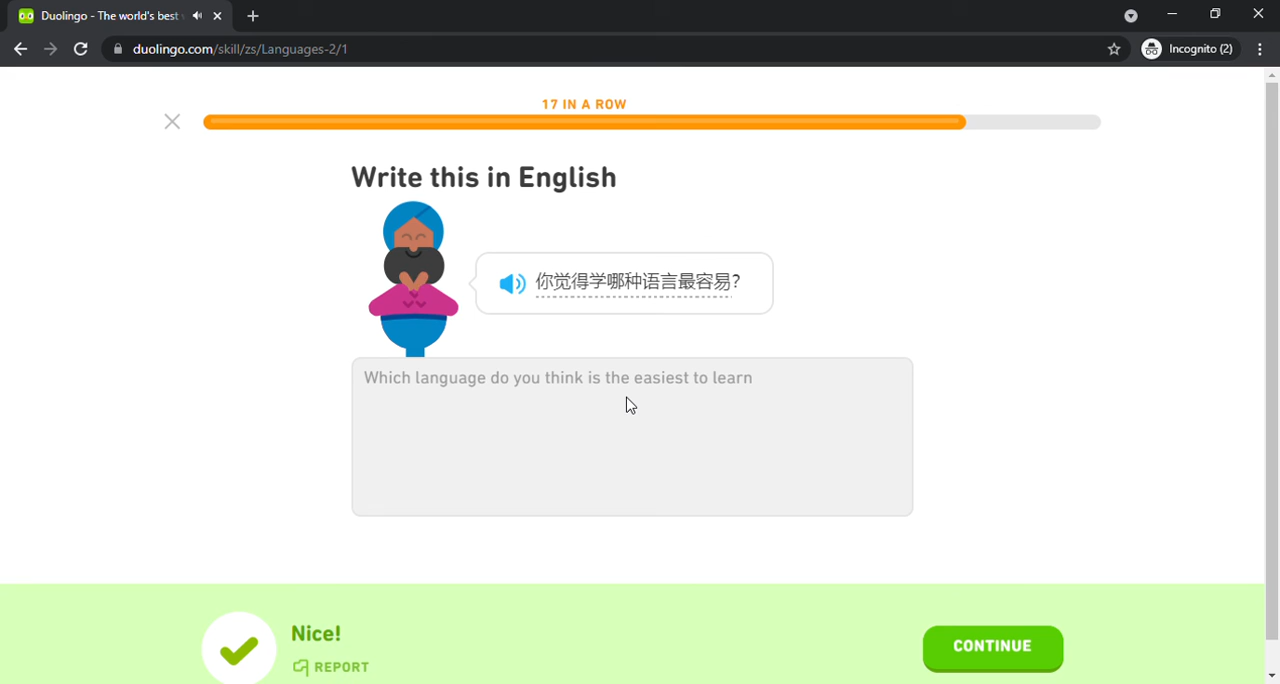 Duolingo - The world's best
duolingo.com/skill/zs/Languages-2/1
Incognito (2)
17 IN A ROW
Write this in English
你觉得学哪种语言最容易?
Which language do you think is the easiest to learn
Nice!
REPORT
CONTINUE